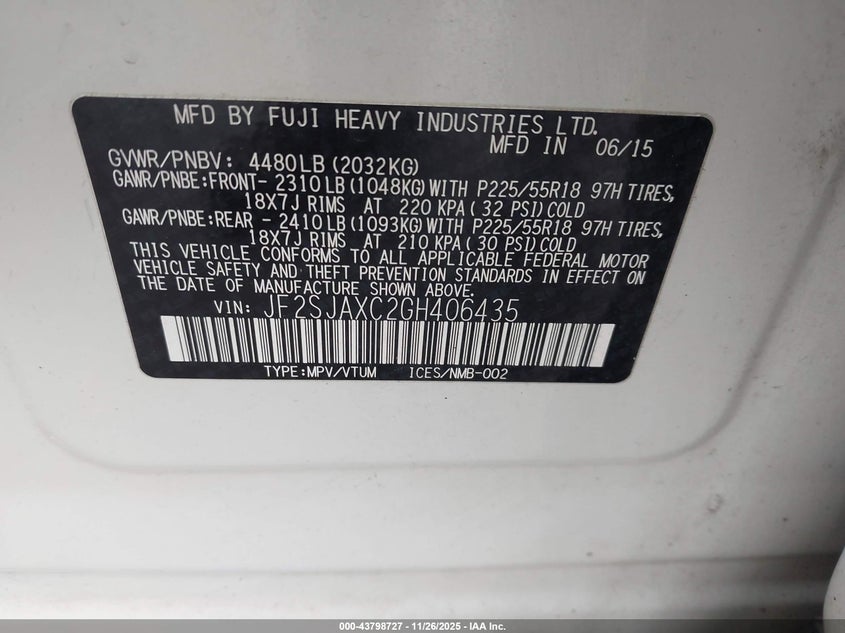 MFD BY FUJI HEAVY INDUSTRIES LTD.
MFD IN 06/15
GVWR/PNBV: 4480LB (2032KG)
GAWR/PNBE:FRONT- 2310LB (1048KG) WITH P225/55R18 97H TIRES,
18X7J RIMS AT 220 KPA (32 PSI) COLD
GAWR/PNBE:REAR - 2410LB (1093KG) WITH P225/55R18 97H TIRES,
18X7J RIMS AT 210 KPA (30 PSI) COLD
THIS VEHICLE CONFORMS TO ALL APPLICABLE FEDERAL MOTOR
VEHICLE SAFETY AND THEFT PREVENTION STANDARDS IN EFFECT ON
THE DATE OF MANUFACTURE SHOWN ABOVE.
VIN: JF2SJAXC2GH406435
TYPE:MPV/VTUM ICES/NMB-002
000-43798727 - 11/26/2025 - IAA Inc.